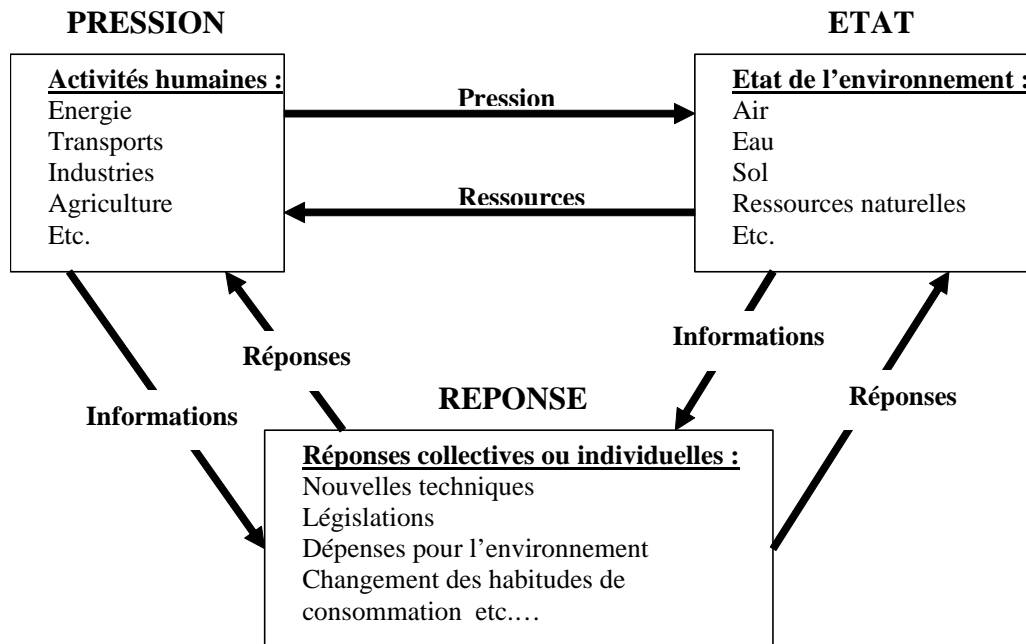 PRESSION
ETAT
Activités humaines :
Energie
Transports
Industries
Agriculture
Etc.
Pression
Ressources
Etat de l’environnement :
Air
Eau
Sol
Ressources naturelles
Etc.
Informations
Réponses
Réponses
Informations
REPONSE
Réponses collectives ou individuelles :
Nouvelles techniques
Législations
Dépenses pour l’environnement
Changement des habitudes de
consommation etc.…